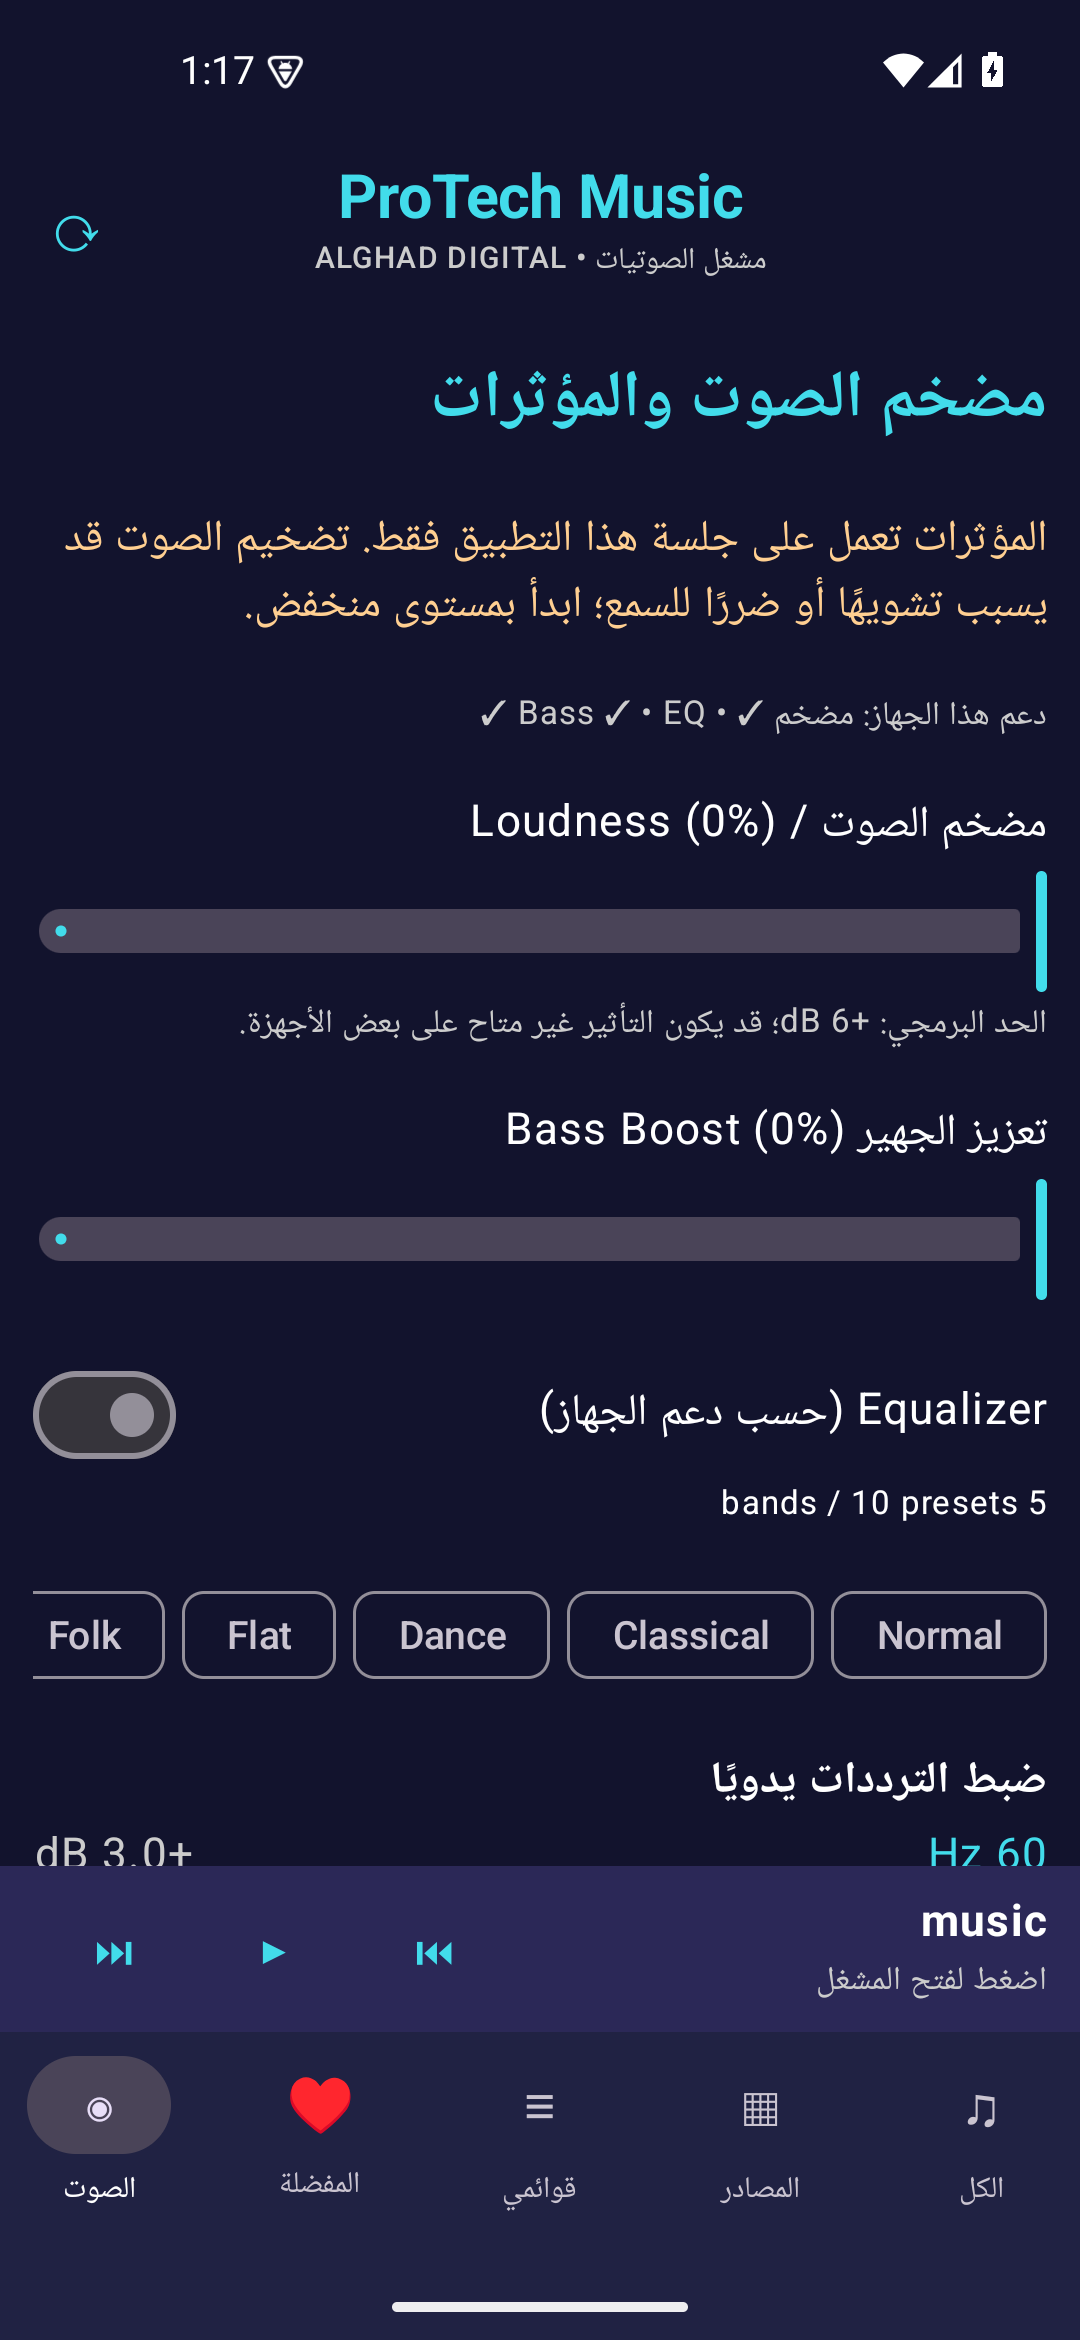 1:17
ProTech Music
ALGHAD DIGITAL • مشغل الصوتيات
مضخم الصوت والمؤثرات
المؤثرات تعمل على جلسة هذا التطبيق فقط. تضخيم الصوت قد
يسبب تشويهًا أو ضررًا للسمع؛ ابدأ بمستوى منخفض.
دعم هذا الجهاز: مضخم ✓ • EQ • ✓ Bass ✓
مضخم الصوت / Loudness (0%)
الحد البرمجي: +6 dB؛ قد يكون التأثير غير متاح على بعض الأجهزة.
تعزيز الجهير Bass Boost (0%)
Equalizer (حسب دعم الجهاز)
5 bands / 10 presets
Normal
Classical
Dance
Flat
Folk
ضبط الترددات يدويًا
60 Hz
+3.0 dB
music
اضغط لفتح المشغل
الكل
المصادر
قوائمي
المفضلة
الصوت